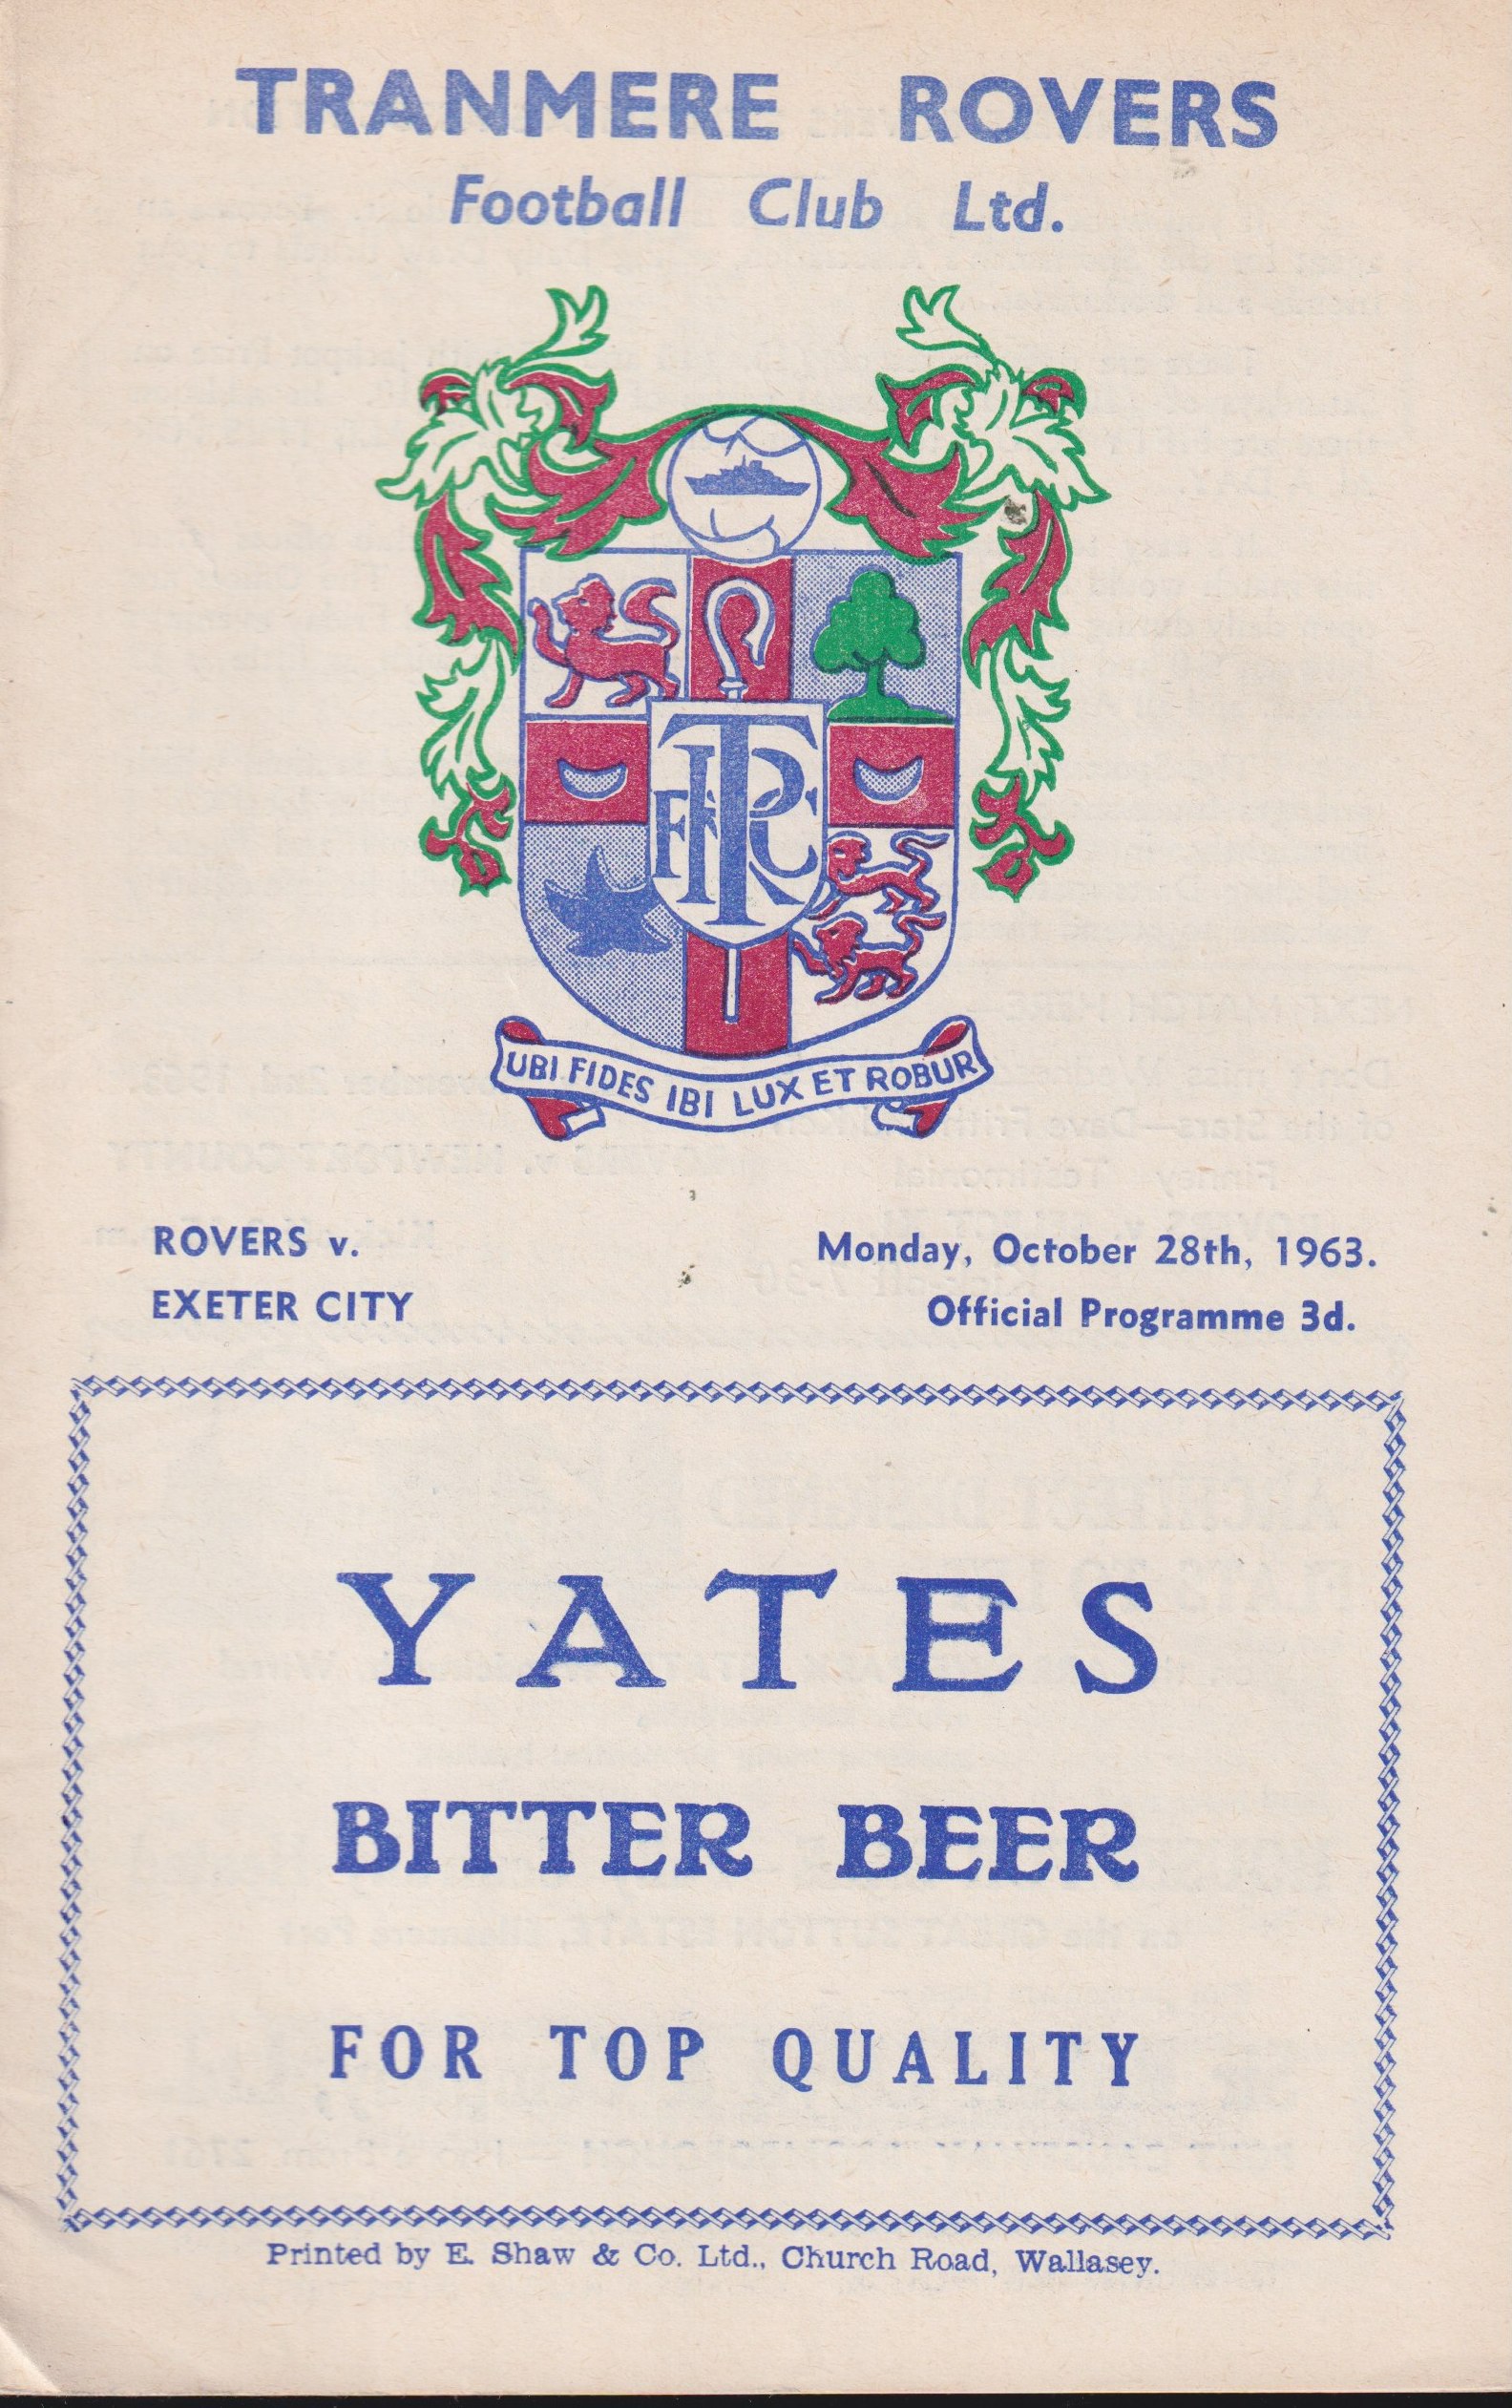 TRANMERE ROVERS
Football Club Ltd.
TRFC
UBI FIDES IBI LUX ET ROBUR
ROVERS v.
EXETER CITY
Monday, October 28th, 1963.
Official Programme 3d.
YATES
BITTER BEER
FOR TOP QUALITY
Printed by E. Shaw & Co. Ltd., Church Road, Wallasey.